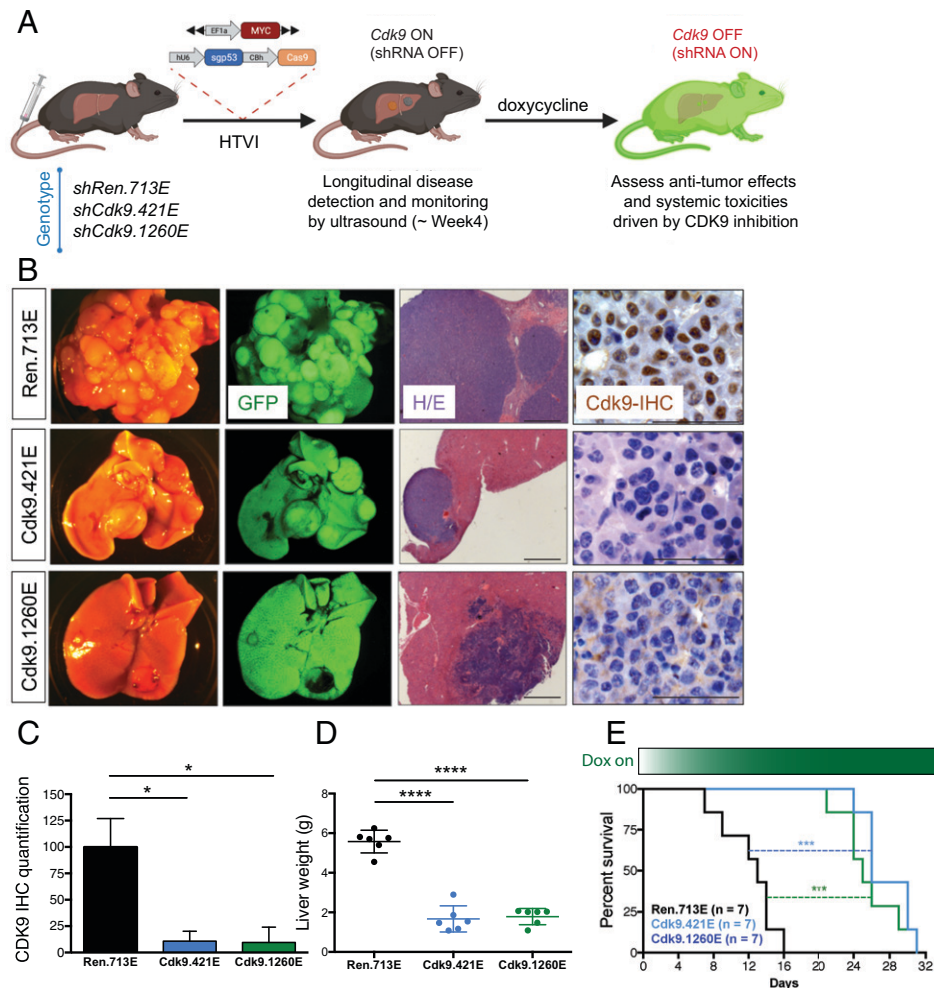 A
EF1a MYC
hU6 sgp53 CBh Cas9
Cdk9 ON
(shRNA OFF)
Cdk9 OFF
(shRNA ON)
HTVI
doxycycline
Genotype
shRen.713E
shCdk9.421E
shCdk9.1260E
Longitudinal disease
detection and monitoring
by ultrasound (~ Week4)
Assess anti-tumor effects
and systemic toxicities
driven by CDK9 inhibition
B
Ren.713E
GFP
H/E
Cdk9-IHC
Cdk9.421E
Cdk9.1260E
C
*
*
CDK9 IHC quantification
150
125
100
75
50
25
0
Ren.713E Cdk9.421E Cdk9.1260E
D
****
****
Liver weight (g)
8
6
4
2
0
Ren.713E Cdk9.421E Cdk9.1260E
E
Dox on
Percent survival
100
75
50
25
0
***
***
Ren.713E (n = 7)
Cdk9.421E (n = 7)
Cdk9.1260E (n = 7)
0 4 8 12 16 20 24 28 32
Days